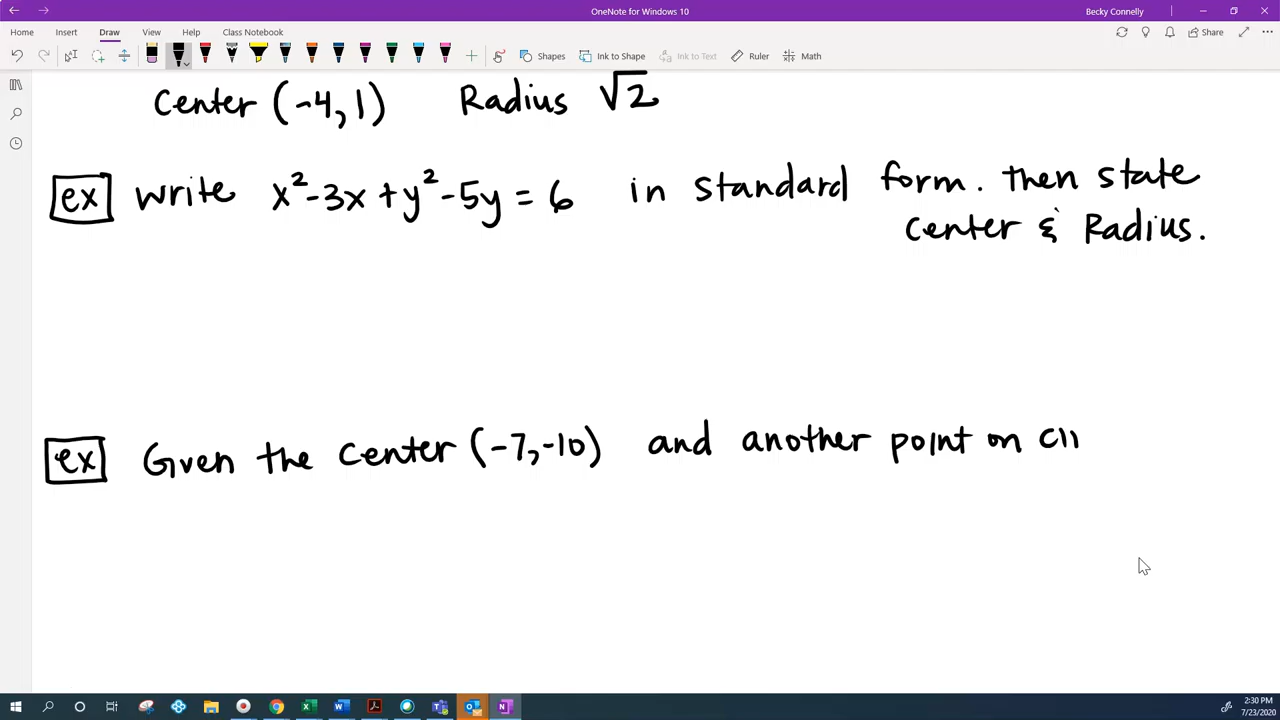 OneNote for Windows 10
Becky Connelly
Home Insert Draw View Help Class Notebook
Share
Shapes Ink to Shape Ink to Text Ruler Math
Center (-4,1) Radius √2
ex write x²-3x+y²-5y=6 in standard form. then state
Center & Radius.
ex Given the Center (-7,-10) and another point on
2:30 PM
7/23/2020